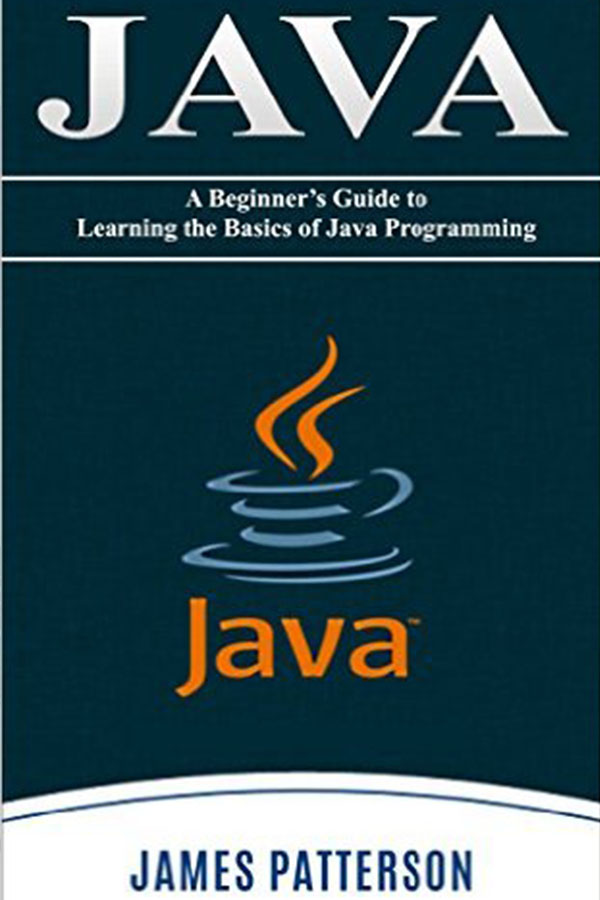 JAVA
A Beginner's Guide to
Learning the Basics of Java Programming
Java™
JAMES PATTERSON